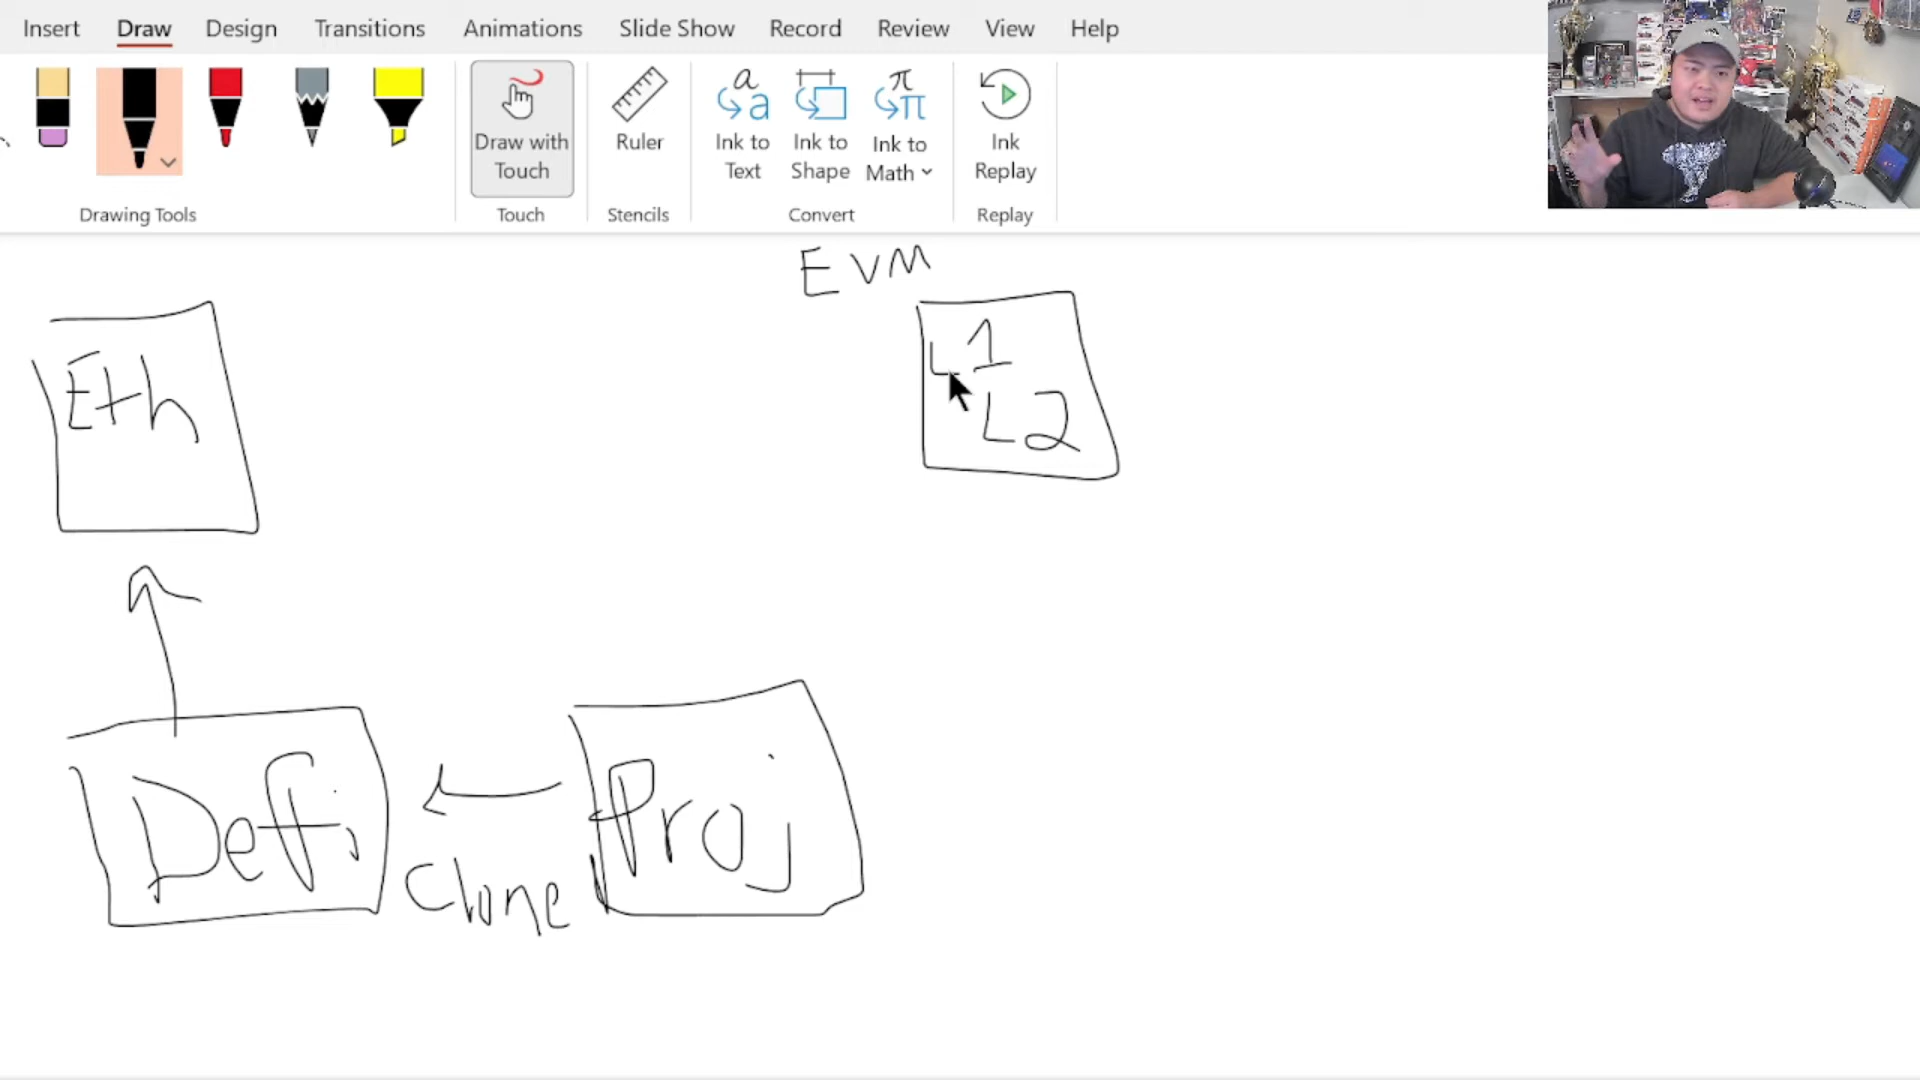 Insert Draw Design Transitions Animations Slide Show Record Review View Help
Draw with Touch
Ruler
Ink to Text
Ink to Shape
Ink to Math
Ink Replay
Drawing Tools Touch Stencils Convert Replay
EVM
L1
L2
Eth
Defi
Clone
Proj